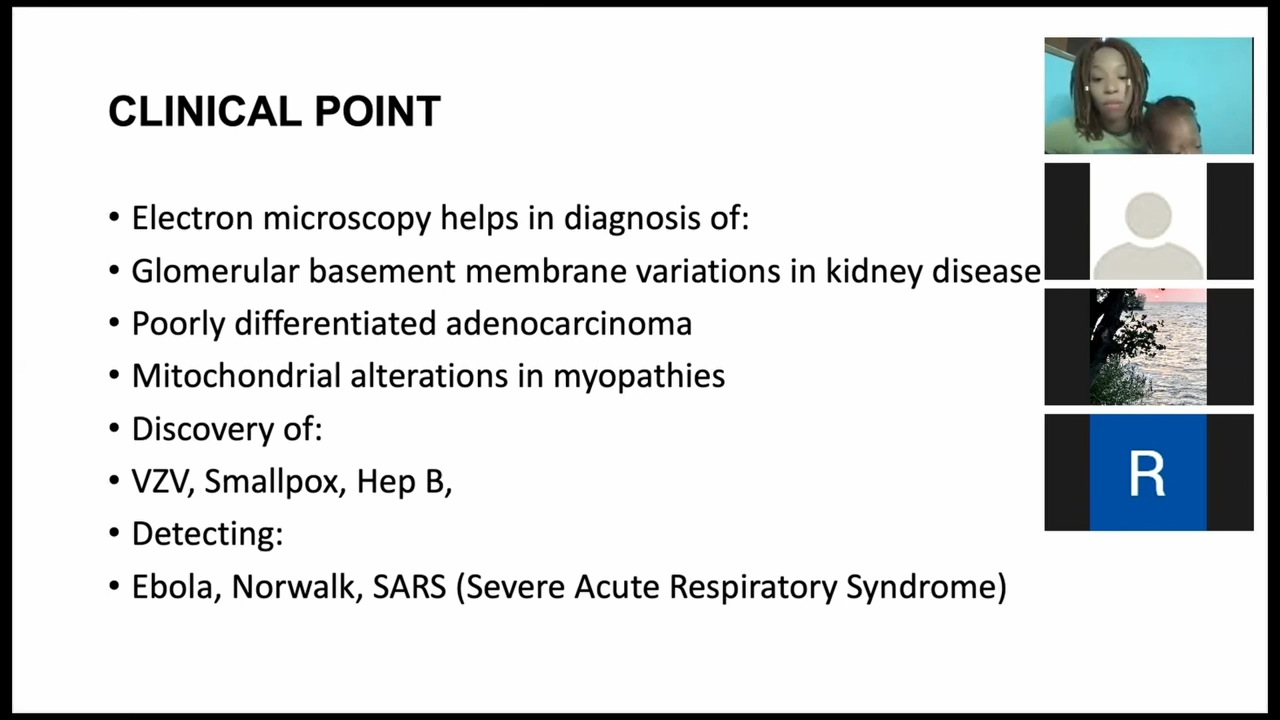 CLINICAL POINT
• Electron microscopy helps in diagnosis of:
• Glomerular basement membrane variations in kidney disease
• Poorly differentiated adenocarcinoma
• Mitochondrial alterations in myopathies
• Discovery of:
• VZV, Smallpox, Hep B,
• Detecting:
• Ebola, Norwalk, SARS (Severe Acute Respiratory Syndrome)
R